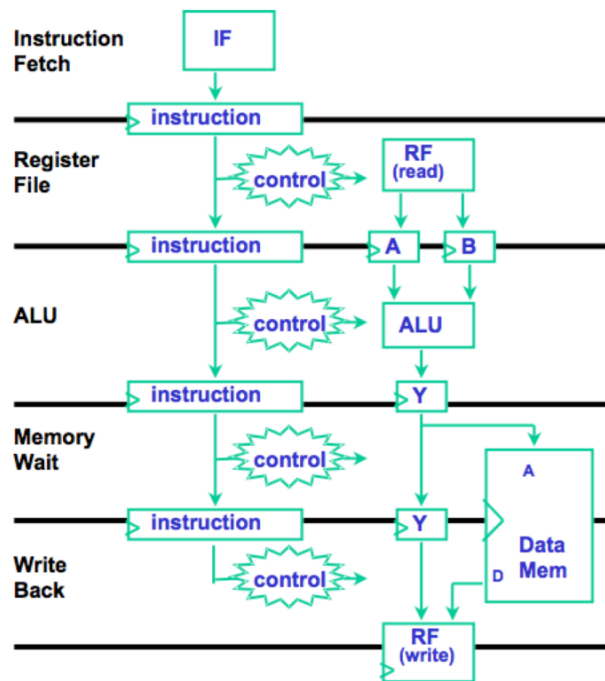 Instruction
Fetch
IF
instruction
Register
File
control
RF
(read)
instruction
A
B
ALU
control
ALU
instruction
Y
Memory
Wait
control
A
instruction
Y
Data
Mem
Write
Back
control
D
RF
(write)